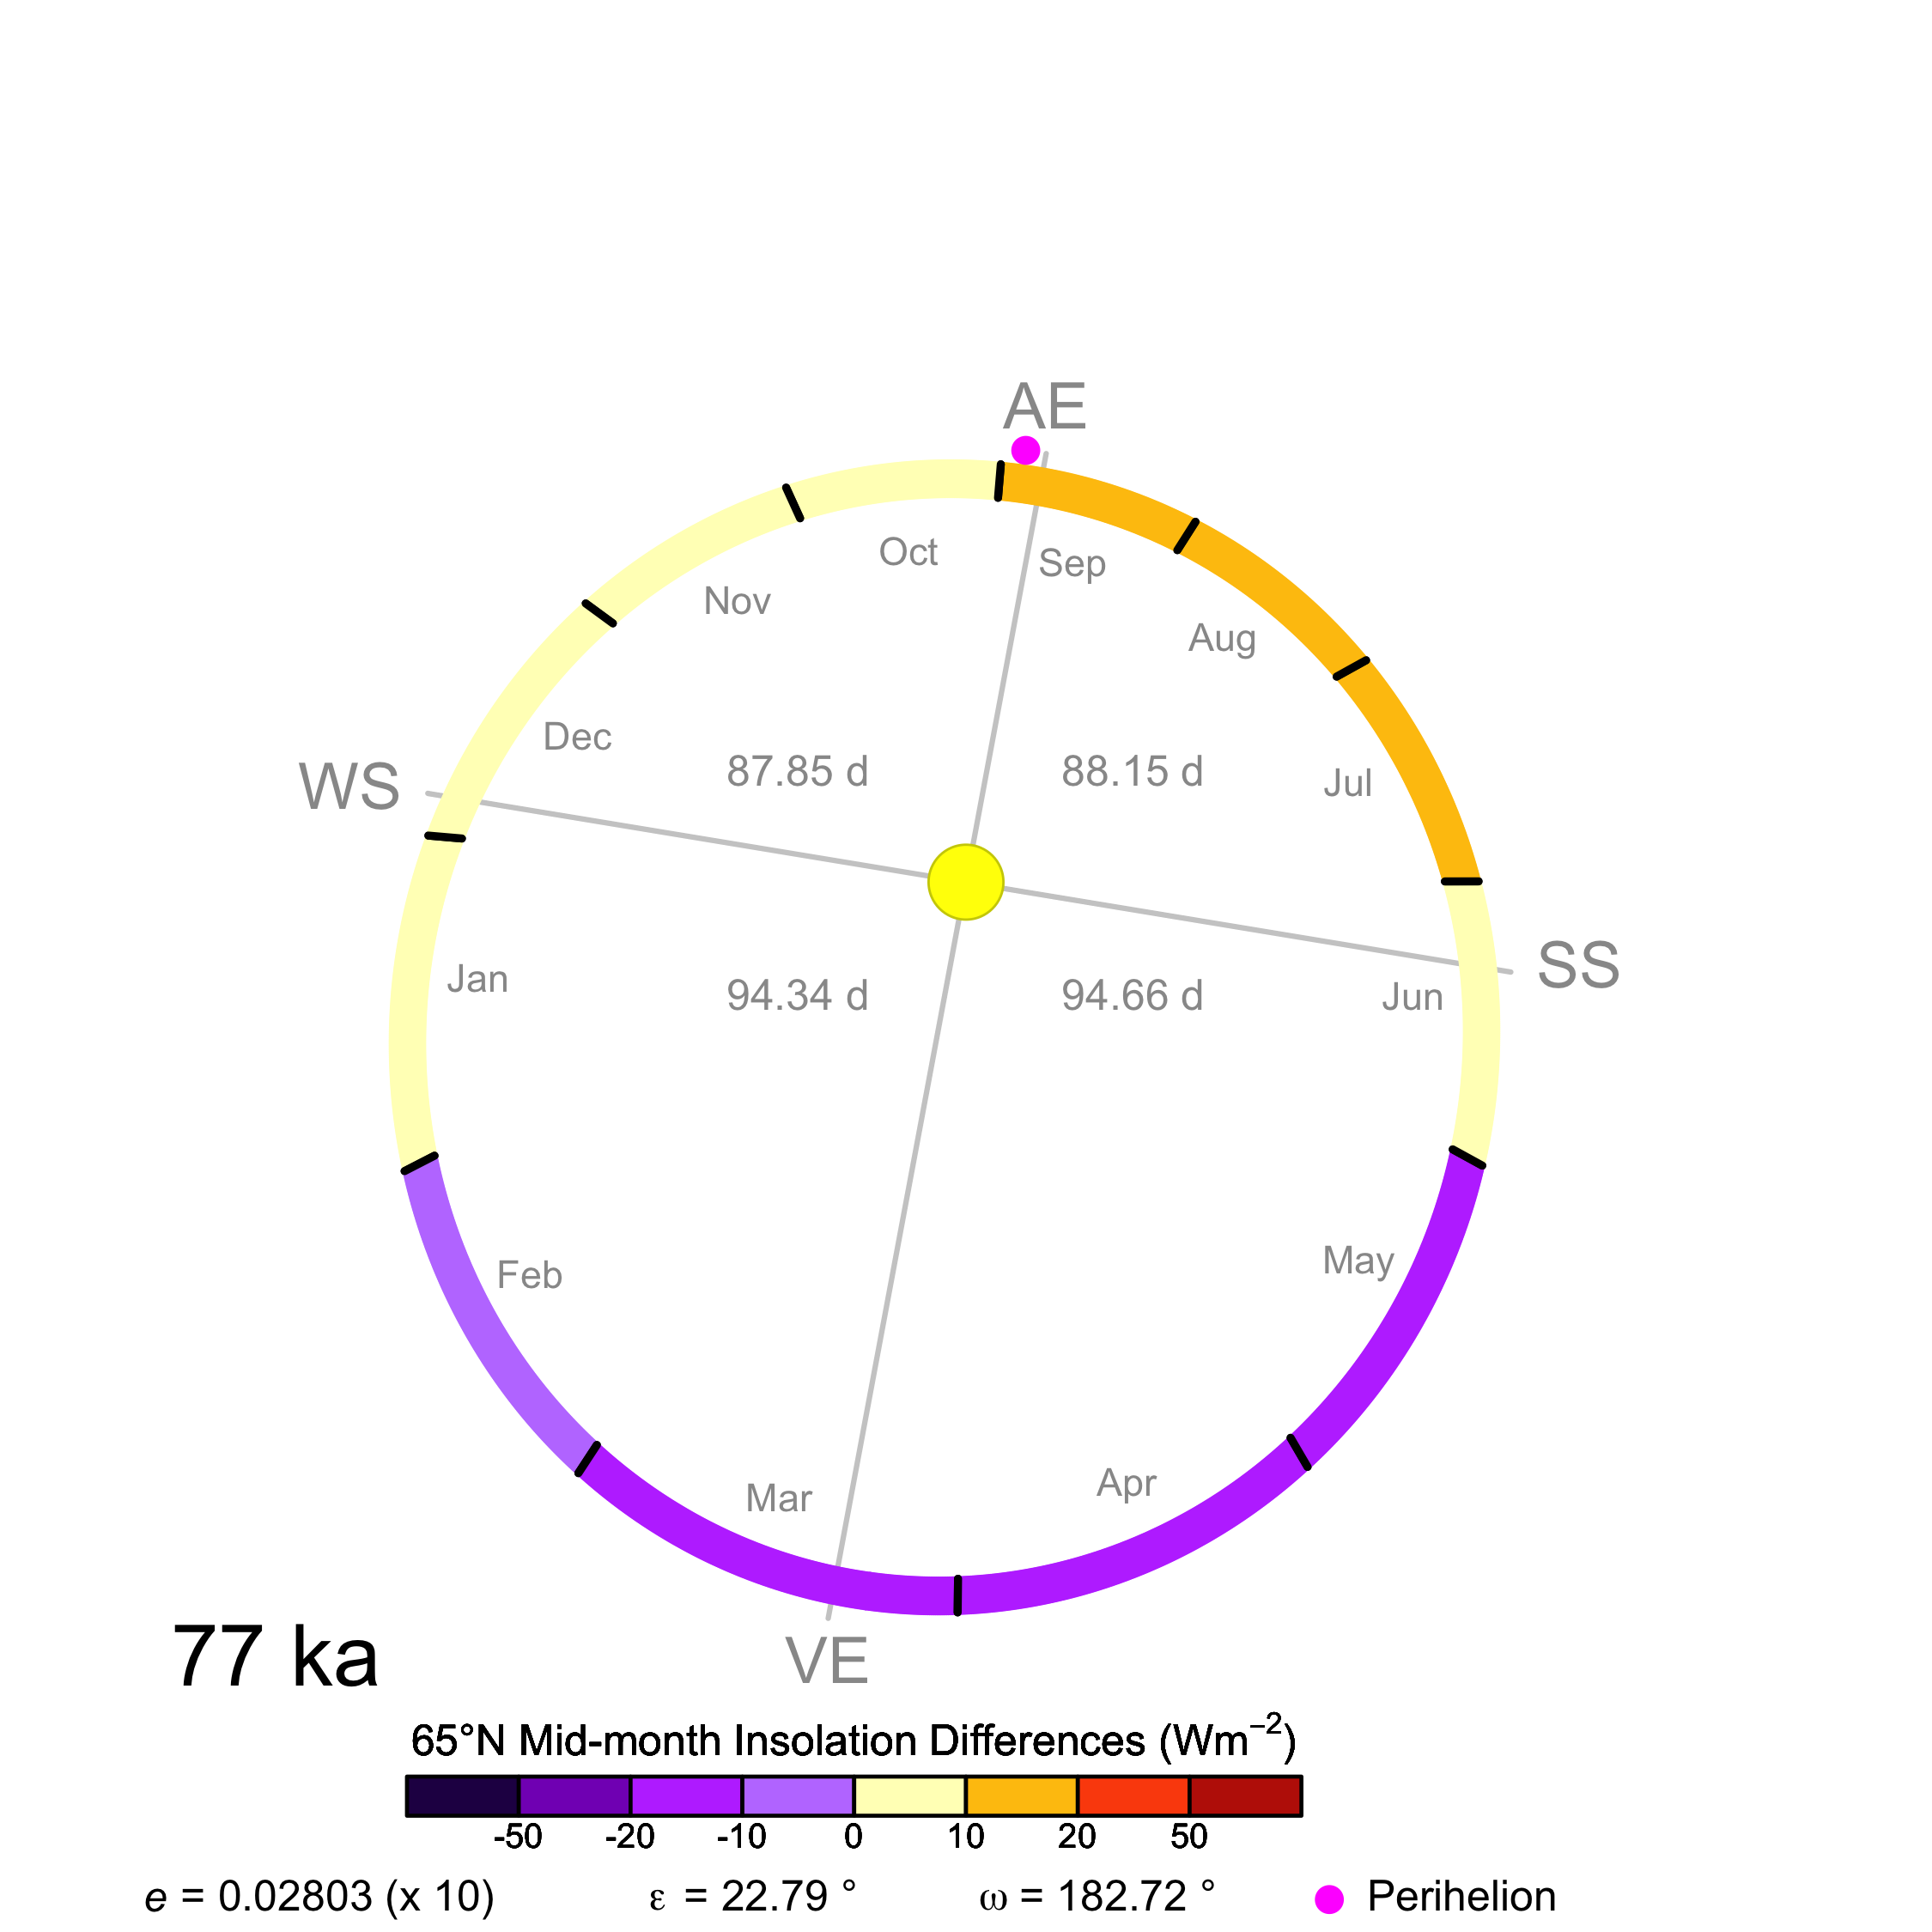 AE
Oct
Sep
Nov
Aug
Dec
WS
87.85 d
88.15 d
Jul
SS
Jan
94.34 d
94.66 d
Jun
Feb
May
Mar
Apr
VE
77 ka
65°N Mid-month Insolation Differences (Wm⁻²)
-50 -20 -10 0 10 20 50
e = 0.02803 (x 10) ε = 22.79 ° ω = 182.72 ° Perihelion